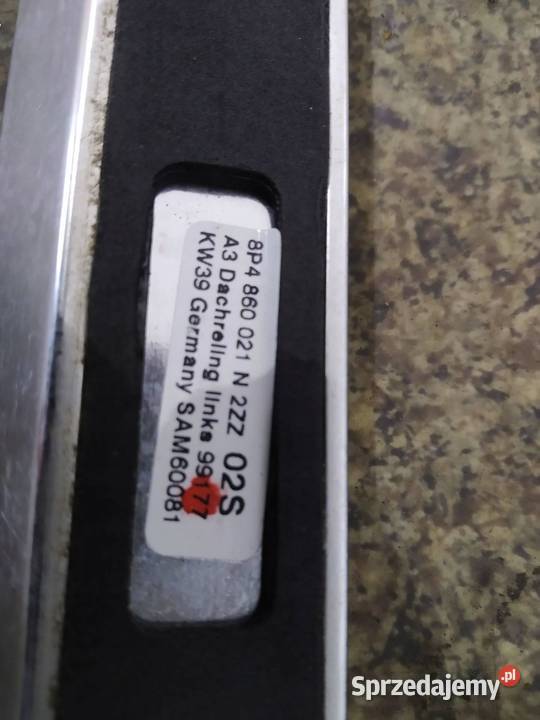 8P4 860 021 N 2ZZ 02S
A3 Dachreling links 99177
KW39 Germany SAM60081
Sprzedajemy.pl